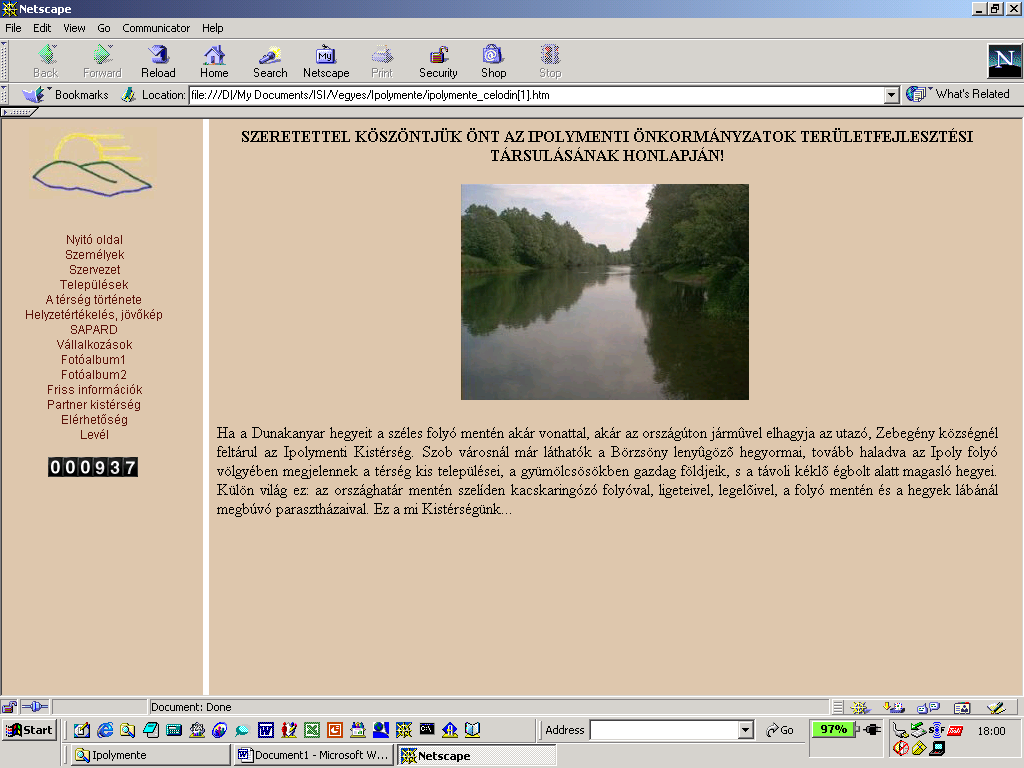 Netscape
File Edit View Go Communicator Help
Back Forward Reload Home Search Netscape Print Security Shop Stop
Bookmarks Location: file:///D|/My Documents/ISI/Vegyes/Ipolymente/ipolymente_celodin[1].htm What's Related
SZERETETTEL KÖSZÖNTJÜK ÖNT AZ IPOLYMENTI ÖNKORMÁNYZATOK TERÜLETFEJLESZTÉSI
TÁRSULÁSÁNAK HONLAPJÁN!
Nyitó oldal
Személyek
Szervezet
Települések
A térség története
Helyzetértékelés, jövőkép
SAPARD
Vállalkozások
Fotóalbum1
Fotóalbum2
Friss információk
Partner kistérség
Elérhetőség
Levél
000937
Ha a Dunakanyar hegyeit a széles folyó mentén akár vonattal, akár az országúton jármûvel elhagyja az utazó, Zebegény községnél
feltárul az Ipolymenti Kistérség. Szob városnál már láthatók a Börzsöny lenyûgözõ hegyormai, tovább haladva az Ipoly folyó
völgyében megjelennek a térség kis települései, a gyümölcsösökben gazdag földjeik, s a távoli kéklõ égbolt alatt magasló hegyei.
Külön világ ez: az országhatár mentén szelíden kacskaringózó folyóval, ligeteivel, legelõivel, a folyó mentén és a hegyek lábánál
megbúvó parasztházaival. Ez a mi Kistérségünk...
Document: Done
Start Address Go 97% 18:00
Ipolymente Document1 - Microsoft W... Netscape